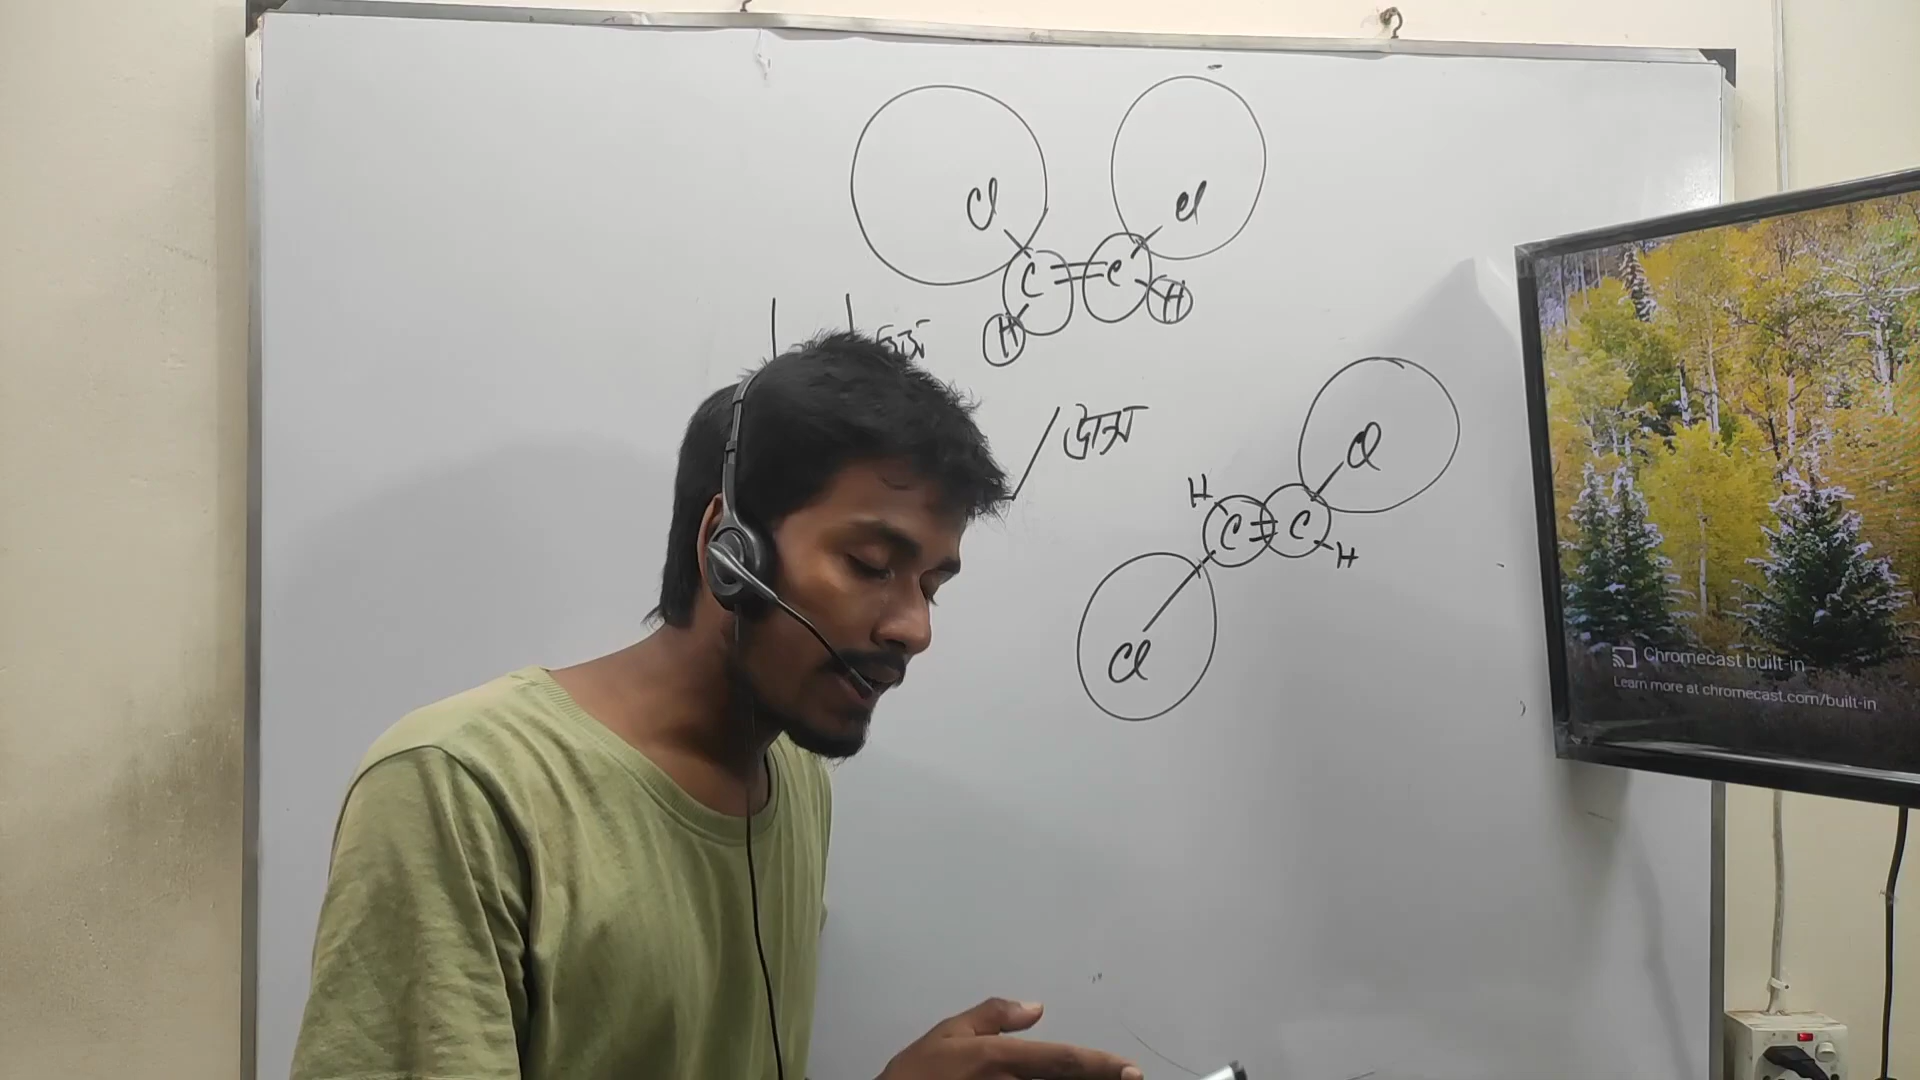 Cl Cl
C = C
H H
ট্রান্স
Cl
H
C = C
H
Cl
Chromecast built-in
Learn more at chromecast.com/built-in